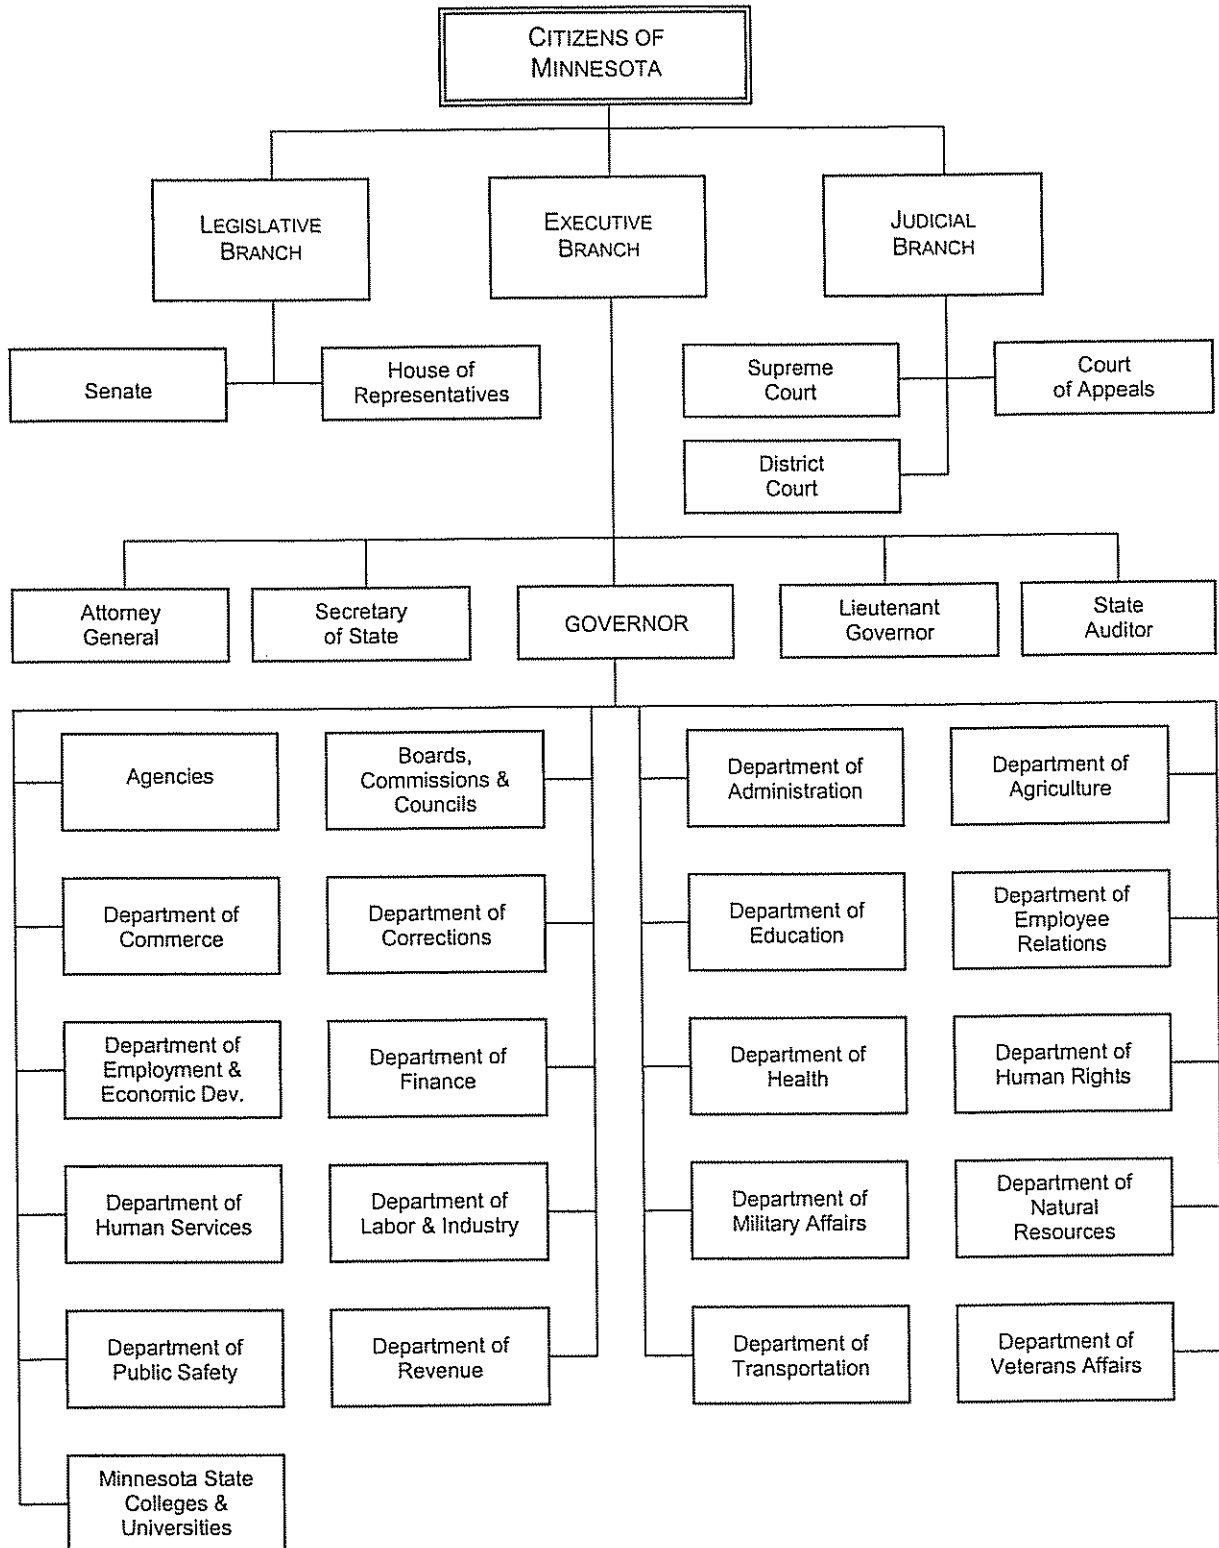 CITIZENS OF
MINNESOTA
LEGISLATIVE
BRANCH
EXECUTIVE
BRANCH
JUDICIAL
BRANCH
Senate
House of
Representatives
Supreme
Court
Court
of Appeals
District
Court
Attorney
General
Secretary
of State
GOVERNOR
Lieutenant
Governor
State
Auditor
Agencies
Boards,
Commissions &
Councils
Department of
Administration
Department of
Agriculture
Department of
Commerce
Department of
Corrections
Department of
Education
Department of
Employee
Relations
Department of
Employment &
Economic Dev.
Department of
Finance
Department of
Health
Department of
Human Rights
Department of
Human Services
Department of
Labor & Industry
Department of
Military Affairs
Department of
Natural
Resources
Department of
Public Safety
Department of
Revenue
Department of
Transportation
Department of
Veterans Affairs
Minnesota State
Colleges &
Universities